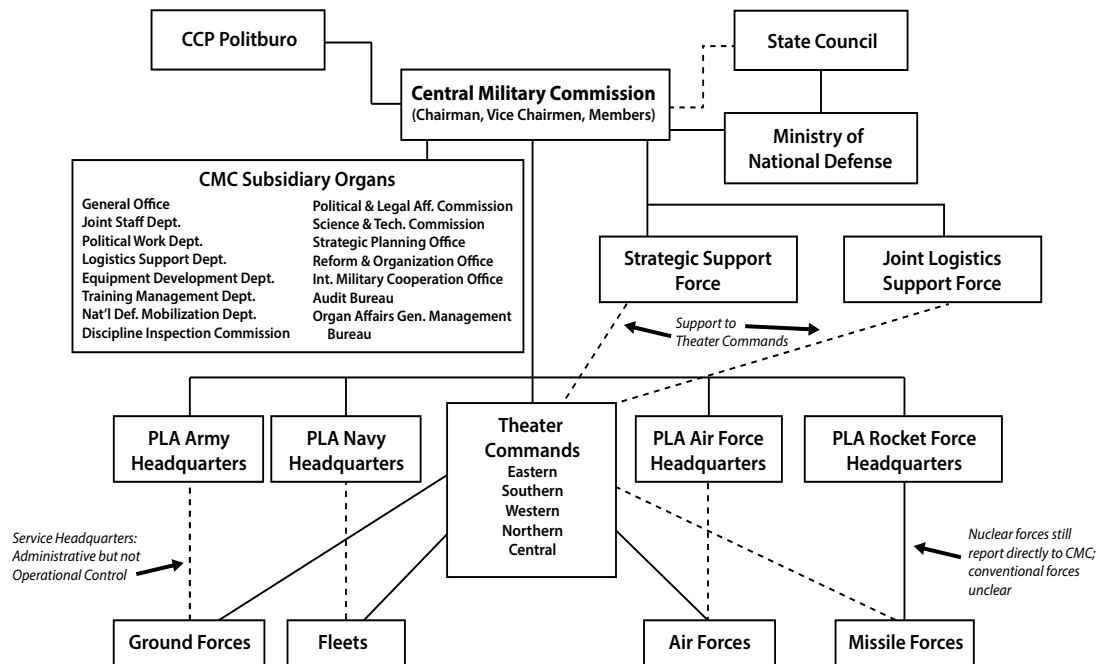 CCP Politburo
State Council
Central Military Commission
(Chairman, Vice Chairmen, Members)
Ministry of
National Defense
CMC Subsidiary Organs
General Office
Joint Staff Dept.
Political Work Dept.
Logistics Support Dept.
Equipment Development Dept.
Training Management Dept.
Nat'l Def. Mobilization Dept.
Discipline Inspection Commission
Political & Legal Aff. Commission
Science & Tech. Commission
Strategic Planning Office
Reform & Organization Office
Int. Military Cooperation Office
Audit Bureau
Organ Affairs Gen. Management
Bureau
Strategic Support
Force
Joint Logistics
Support Force
Support to
Theater Commands
PLA Army
Headquarters
PLA Navy
Headquarters
Theater
Commands
Eastern
Southern
Western
Northern
Central
PLA Air Force
Headquarters
PLA Rocket Force
Headquarters
Service Headquarters:
Administrative but not
Operational Control
Nuclear forces still
report directly to CMC;
conventional forces
unclear
Ground Forces
Fleets
Air Forces
Missile Forces